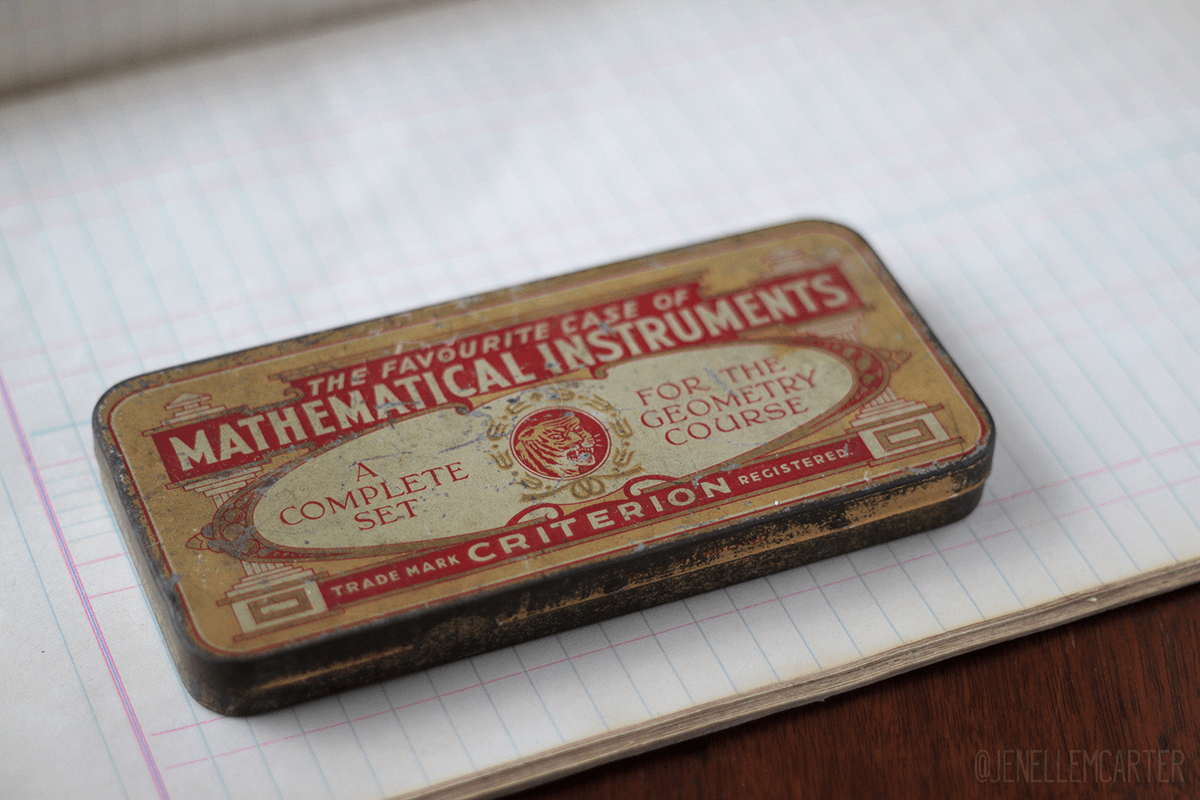 THE FAVOURITE CASE OF
MATHEMATICAL INSTRUMENTS
A
COMPLETE
SET
FOR THE
GEOMETRY
COURSE
TRADE MARK CRITERION REGISTERED.
@JENELLEMCARTER